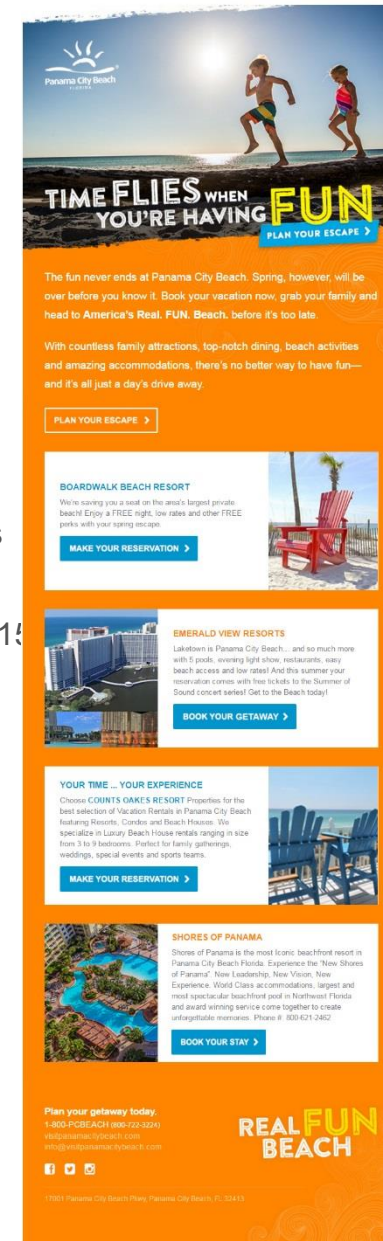 Panama City Beach
FLORIDA
TIME FLIES WHEN
YOU'RE HAVING FUN
PLAN YOUR ESCAPE >
The fun never ends at Panama City Beach. Spring, however, will be
over before you know it. Book your vacation now, grab your family and
head to America's Real. FUN. Beach. before it's too late.
With countless family attractions, top-notch dining, beach activities
and amazing accommodations, there's no better way to have fun—
and it's all just a day's drive away.
PLAN YOUR ESCAPE >
BOARDWALK BEACH RESORT
We're saving you a seat on the area's largest private
beach! Enjoy a FREE night, low rates and other FREE
perks with your spring escape.
MAKE YOUR RESERVATION >
s
15
EMERALD VIEW RESORTS
Laketown is Panama City Beach... and so much more
with 5 pools, evening light show, restaurants, easy
beach access and low rates! And this summer your
reservation comes with free tickets to the Summer of
Sound concert series! Get to the Beach today!
BOOK YOUR GETAWAY >
YOUR TIME ... YOUR EXPERIENCE
Choose COUNTS OAKES RESORT Properties for the
best selection of Vacation Rentals in Panama City Beach
featuring Resorts, Condos and Beach Houses. We
specialize in Luxury Beach House rentals ranging in size
from 3 to 9 bedrooms. Perfect for family gatherings,
weddings, special events and sports teams.
MAKE YOUR RESERVATION >
SHORES OF PANAMA
Shores of Panama is the most Iconic beachfront resort in
Panama City Beach Florida. Experience the "New Shores
of Panama". New Leadership, New Vision, New
Experience. World Class accommodations, largest and
most spectacular beachfront pool in Northwest Florida
and award winning service come together to create
unforgettable memories. Phone #: 800-621-2462
BOOK YOUR STAY >
Plan your getaway today.
1-800-PCBEACH (800-722-3224)
visitpanamacitybeach.com
info@visitpanamacitybeach.com
REAL FUN
BEACH
17001 Panama City Beach Pkwy, Panama City Beach, FL 32413